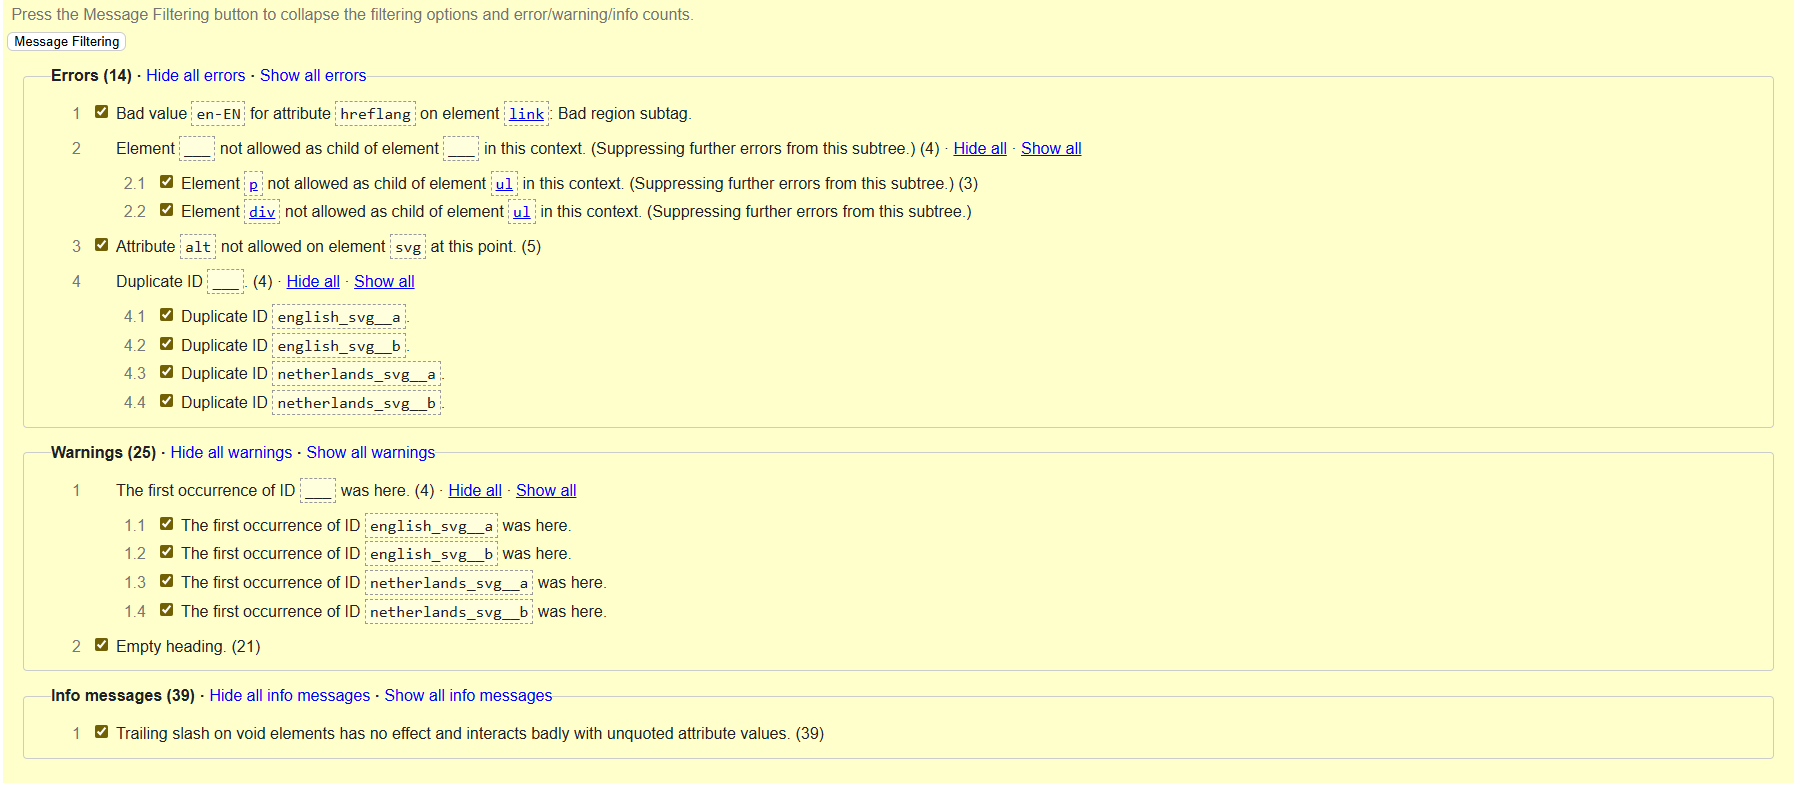 Press the Message Filtering button to collapse the filtering options and error/warning/info counts.
Message Filtering
Errors (14) · Hide all errors · Show all errors
1 Bad value en-EN for attribute hreflang on element link: Bad region subtag.
2 Element ___ not allowed as child of element ___ in this context. (Suppressing further errors from this subtree.) (4) · Hide all · Show all
2.1 Element p not allowed as child of element ul in this context. (Suppressing further errors from this subtree.) (3)
2.2 Element div not allowed as child of element ul in this context. (Suppressing further errors from this subtree.)
3 Attribute alt not allowed on element svg at this point. (5)
4 Duplicate ID ___. (4) · Hide all · Show all
4.1 Duplicate ID english_svg__a.
4.2 Duplicate ID english_svg__b.
4.3 Duplicate ID netherlands_svg__a.
4.4 Duplicate ID netherlands_svg__b.
Warnings (25) · Hide all warnings · Show all warnings
1 The first occurrence of ID ___ was here. (4) · Hide all · Show all
1.1 The first occurrence of ID english_svg__a was here.
1.2 The first occurrence of ID english_svg__b was here.
1.3 The first occurrence of ID netherlands_svg__a was here.
1.4 The first occurrence of ID netherlands_svg__b was here.
2 Empty heading. (21)
Info messages (39) · Hide all info messages · Show all info messages
1 Trailing slash on void elements has no effect and interacts badly with unquoted attribute values. (39)